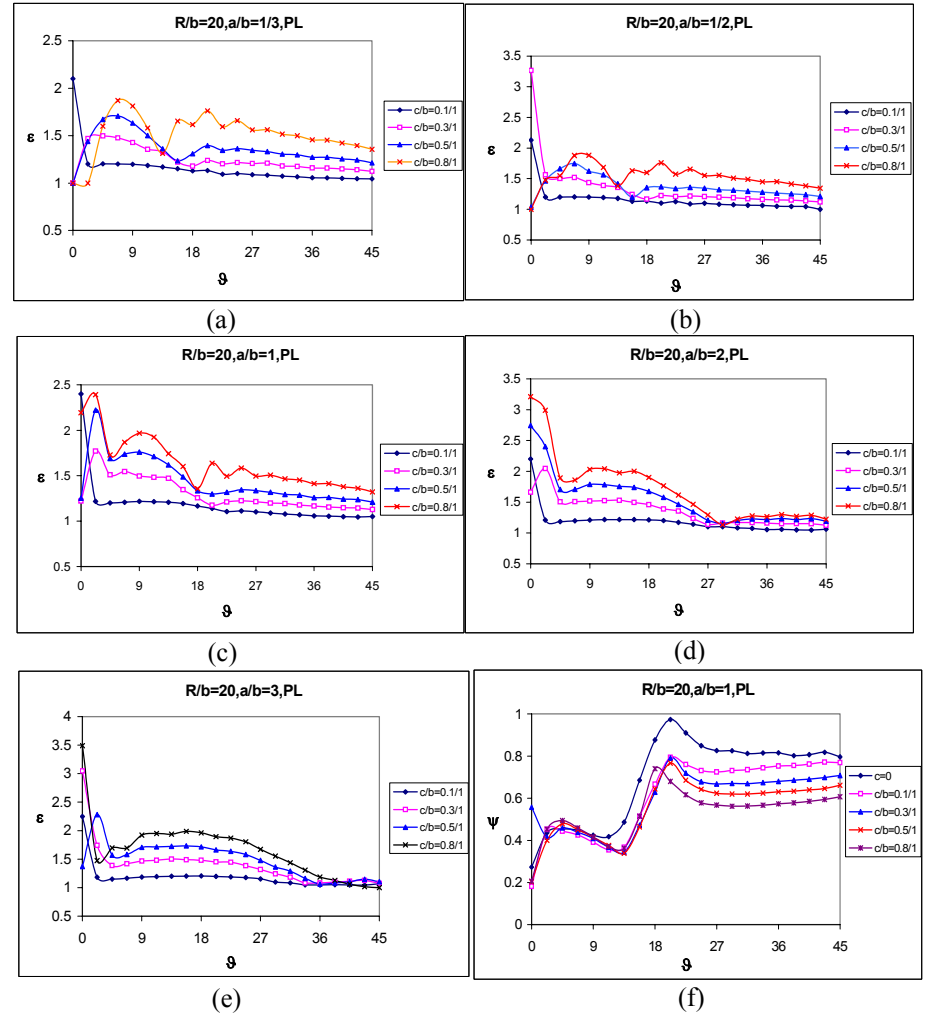 R/b=20,a/b=1/3,PL
2.5
2
1.5
1
0.5
ε
0 9 18 27 36 45
ϑ
c/b=0.1/1
c/b=0.3/1
c/b=0.5/1
c/b=0.8/1
(a)
R/b=20,a/b=1/2,PL
3.5
3
2.5
2
1.5
1
0.5
ε
0 9 18 27 36 45
ϑ
c/b=0.1/1
c/b=0.3/1
c/b=0.5/1
c/b=0.8/1
(b)
R/b=20,a/b=1,PL
2.5
2
1.5
1
0.5
ε
0 9 18 27 36 45
ϑ
c/b=0.1/1
c/b=0.3/1
c/b=0.5/1
c/b=0.8/1
(c)
R/b=20,a/b=2,PL
3.5
3
2.5
2
1.5
1
0.5
ε
0 9 18 27 36 45
ϑ
c/b=0.1/1
c/b=0.3/1
c/b=0.5/1
c/b=0.8/1
(d)
R/b=20,a/b=3,PL
4
3.5
3
2.5
2
1.5
1
0.5
ε
0 9 18 27 36 45
ϑ
c/b=0.1/1
c/b=0.3/1
c/b=0.5/1
c/b=0.8/1
(e)
R/b=20,a/b=1,PL
1
0.8
0.6
0.4
0.2
0
ψ
0 9 18 27 36 45
ϑ
c=0
c/b=0.1/1
c/b=0.3/1
c/b=0.5/1
c/b=0.8/1
(f)